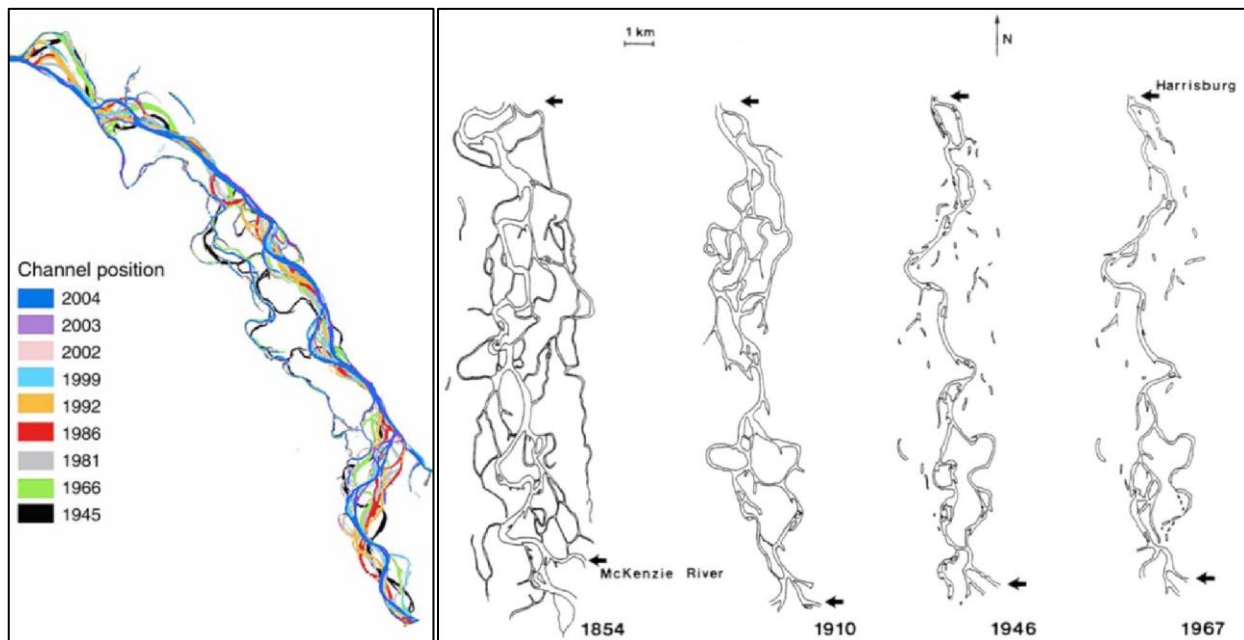 Channel position
2004
2003
2002
1999
1992
1986
1981
1966
1945
1 km
N
Harrisburg
McKenzie River
1854
1910
1946
1967